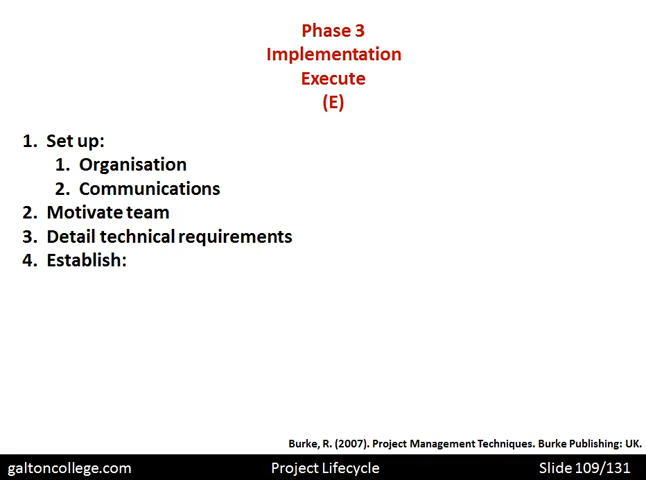 Phase 3
Implementation
Execute
(E)
1. Set up:
1. Organisation
2. Communications
2. Motivate team
3. Detail technical requirements
4. Establish:
Burke, R. (2007). Project Management Techniques. Burke Publishing: UK.
galtoncollege.com Project Lifecycle Slide 109/131